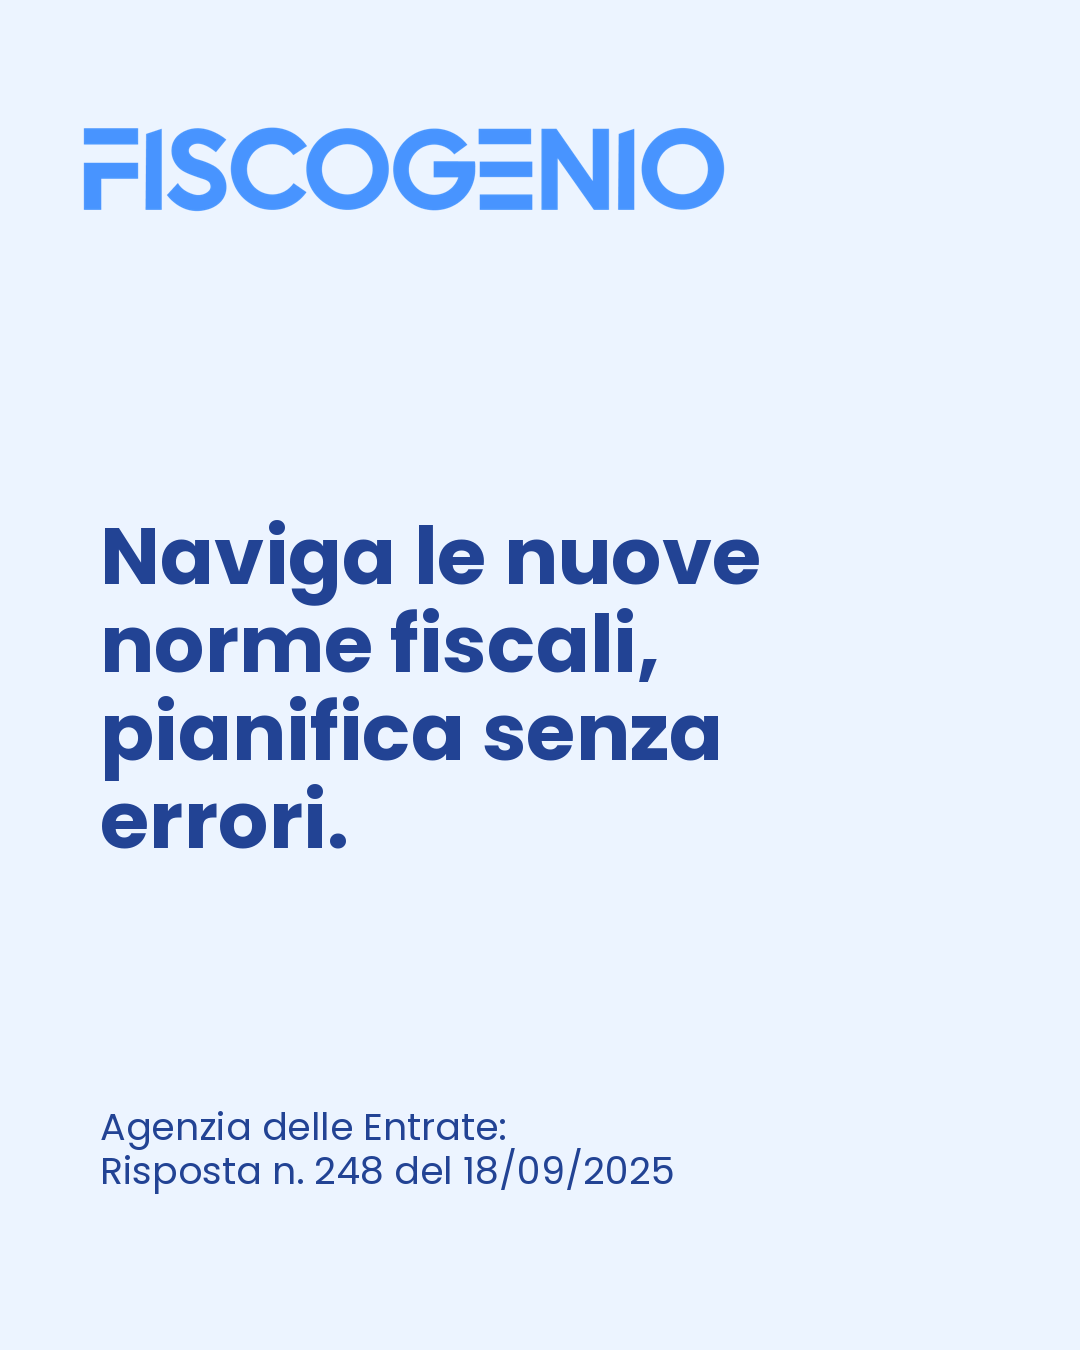 FISCOGENIO
Naviga le nuove
norme fiscali,
pianifica senza
errori.
Agenzia delle Entrate:
Risposta n. 248 del 18/09/2025